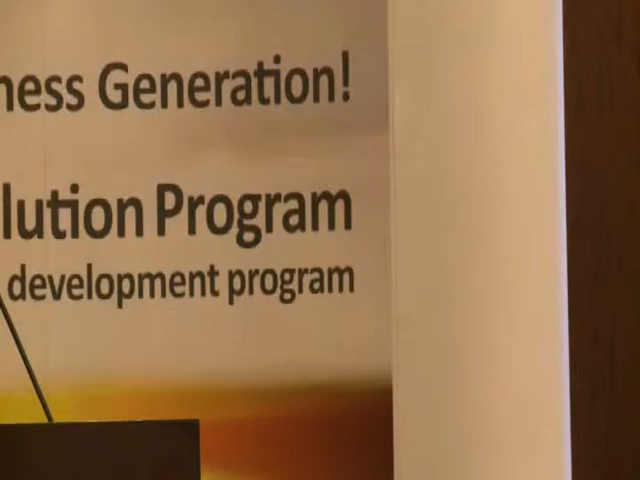 ness Generation!
lution Program
development program